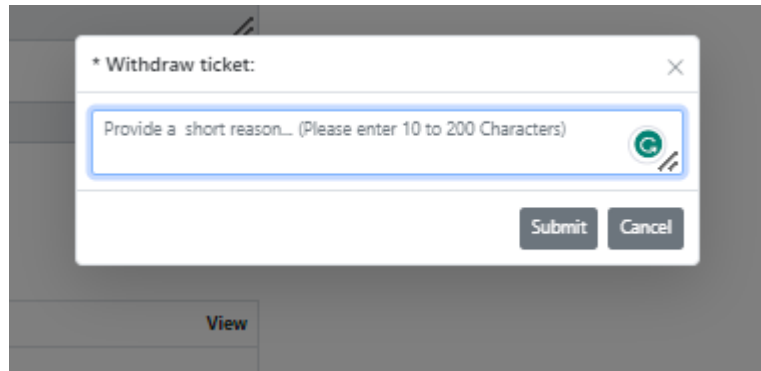 * Withdraw ticket:
Provide a short reason... (Please enter 10 to 200 Characters)
Submit Cancel
View